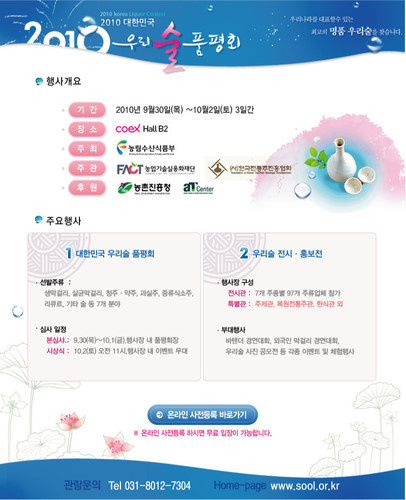 2010 Korea Liquor Contest
2010 대한민국
2010 우리 술 품평회
우리나라를 대표할수 있는
최고의 명품 우리술을 찾습니다.
행사개요
기 간 2010년 9월30일(목) ~10월2일(토) 3일간
장 소 coex Hall B2
주 최 농림수산식품부
주 관 FACT 농업기술실용화재단 (사)한국전통주진흥협회
후 원 농촌진흥청 aT Center
주요행사
1 대한민국 우리술 품평회
· 선발주류 :
생막걸리, 살균막걸리, 청주 · 약주, 과실주, 증류식소주,
리큐르, 기타 술 등 7개 분야
· 심사 일정
본심사.: 9.30(목)~10.1(금),행사장 내 품평회장
시상식 : 10.2(토) 오전 11시,행사장 내 이벤트 무대
2 우리술 전시 · 홍보전
· 행사장 구성
전시관 : 7개 주종별 97개 주류업체 참가
특별관 : 주제관, 복원전통주관, 한식관 외
· 부대행사
바텐더 경연대회, 외국인 막걸리 경연대회,
우리술 사진 공모전 등 각종 이벤트 및 체험행사
온라인 사전등록 바로가기
※ 온라인 사전등록 하시면 무료 입장이 가능합니다.
관람문의 Tel 031-8012-7304 Home-page www.sool.or.kr